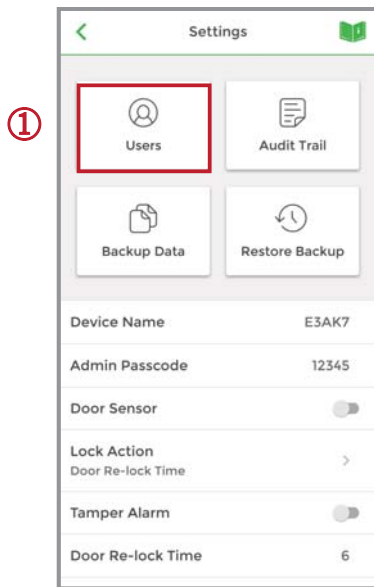 Settings
①
Users
Audit Trail
Backup Data
Restore Backup
Device Name E3AK7
Admin Passcode 12345
Door Sensor
Lock Action
Door Re-lock Time
Tamper Alarm
Door Re-lock Time 6